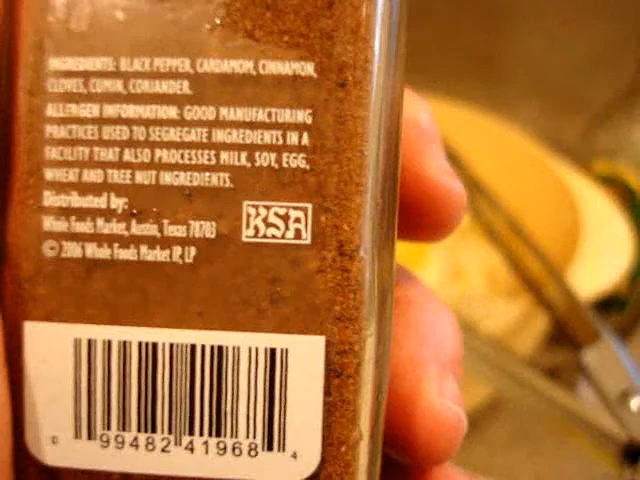 INGREDIENTS: BLACK PEPPER, CARDAMOM, CINNAMON,
CLOVES, CUMIN, CORIANDER.
ALLERGEN INFORMATION: GOOD MANUFACTURING
PRACTICES USED TO SEGREGATE INGREDIENTS IN A
FACILITY THAT ALSO PROCESSES MILK, SOY, EGG,
WHEAT AND TREE NUT INGREDIENTS.
Distributed by:
Whole Foods Market, Austin, Texas 78703
© 2006 Whole Foods Market IP, LP
KSA
0 99482 41968 4